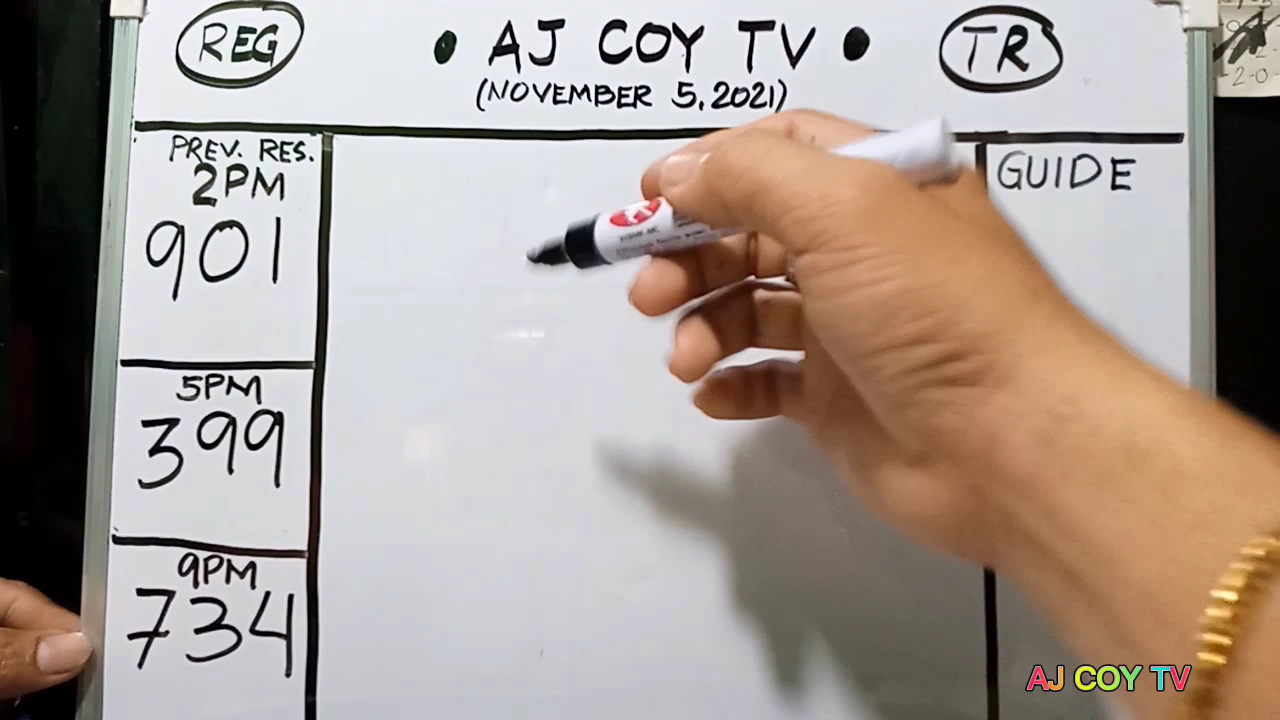 REG
• AJ COY TV •
TR
(NOVEMBER 5, 2021)
PREV. RES.
2PM
901
5PM
399
9PM
734
GUIDE
AJ COY TV